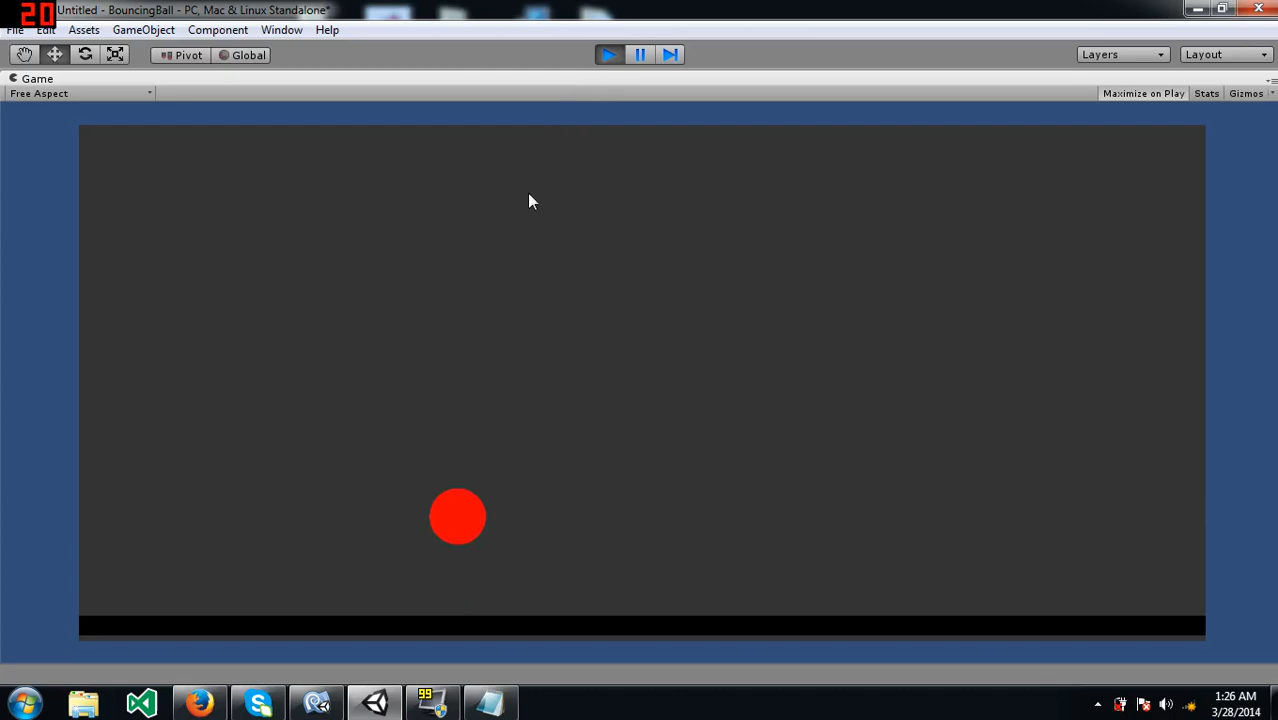 20
Untitled - BouncingBall - PC, Mac & Linux Standalone*
File Edit Assets GameObject Component Window Help
Pivot Global Layers Layout
Game
Free Aspect Maximize on Play Stats Gizmos
99
1:26 AM
3/28/2014